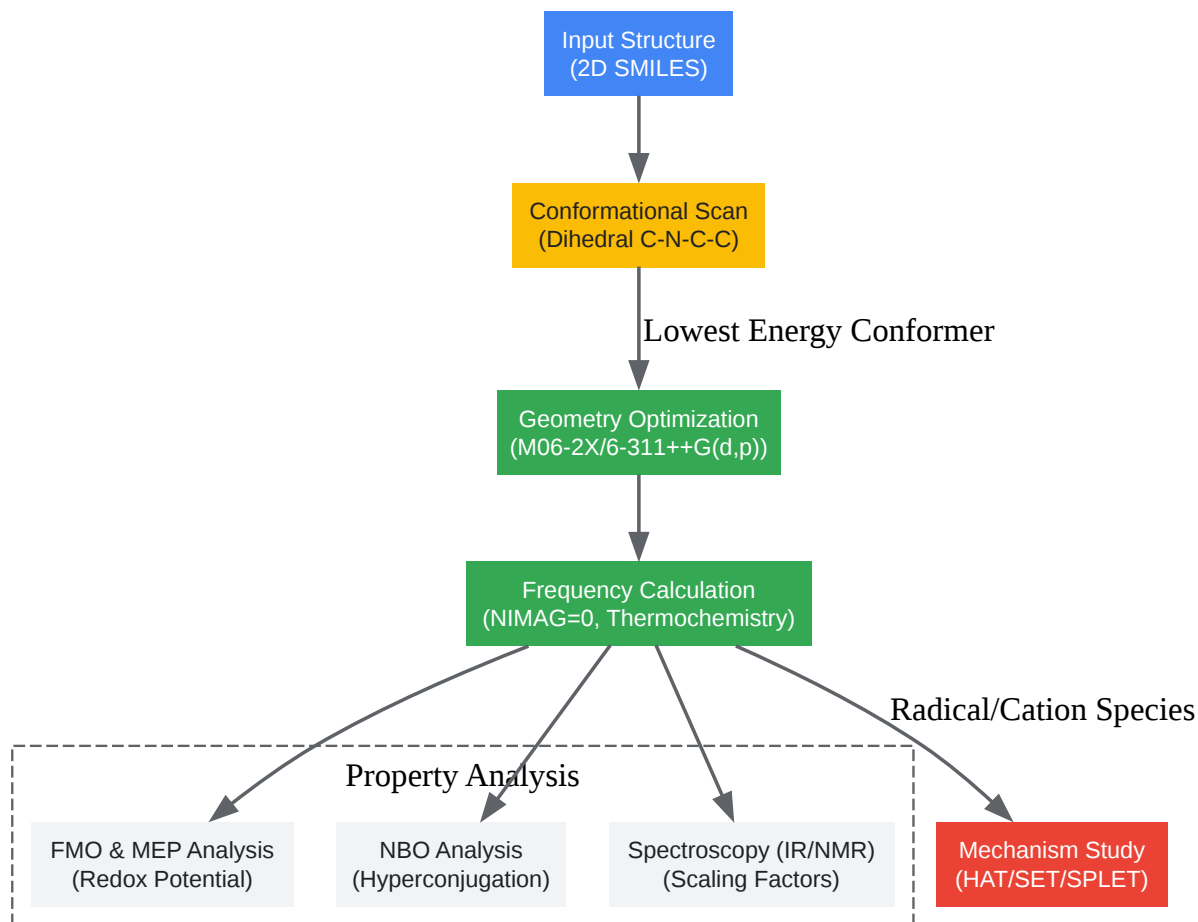 Input Structure
(2D SMILES)
Conformational Scan
(Dihedral C-N-C-C)
Lowest Energy Conformer
Geometry Optimization
(M06-2X/6-311++G(d,p))
Frequency Calculation
(NIMAG=0, Thermochemistry)
Radical/Cation Species
Property Analysis
FMO & MEP Analysis
(Redox Potential)
NBO Analysis
(Hyperconjugation)
Spectroscopy (IR/NMR)
(Scaling Factors)
Mechanism Study
(HAT/SET/SPLET)